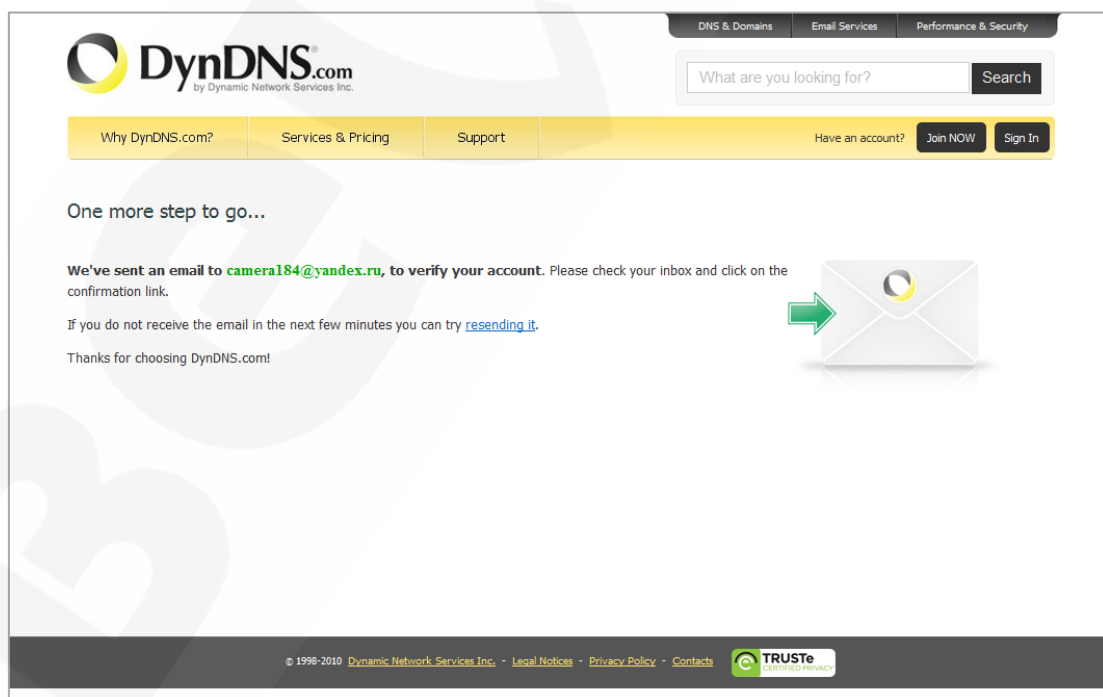 DNS & Domains Email Services Performance & Security
DynDNS.com
by Dynamic Network Services Inc.
What are you looking for? Search
Why DynDNS.com? Services & Pricing Support Have an account? Join NOW Sign In
One more step to go...
We've sent an email to camera184@yandex.ru, to verify your account. Please check your inbox and click on the
confirmation link.
If you do not receive the email in the next few minutes you can try resending it.
Thanks for choosing DynDNS.com!
© 1998-2010 Dynamic Network Services Inc. - Legal Notices - Privacy Policy - Contacts TRUSTe
CERTIFIED PRIVACY